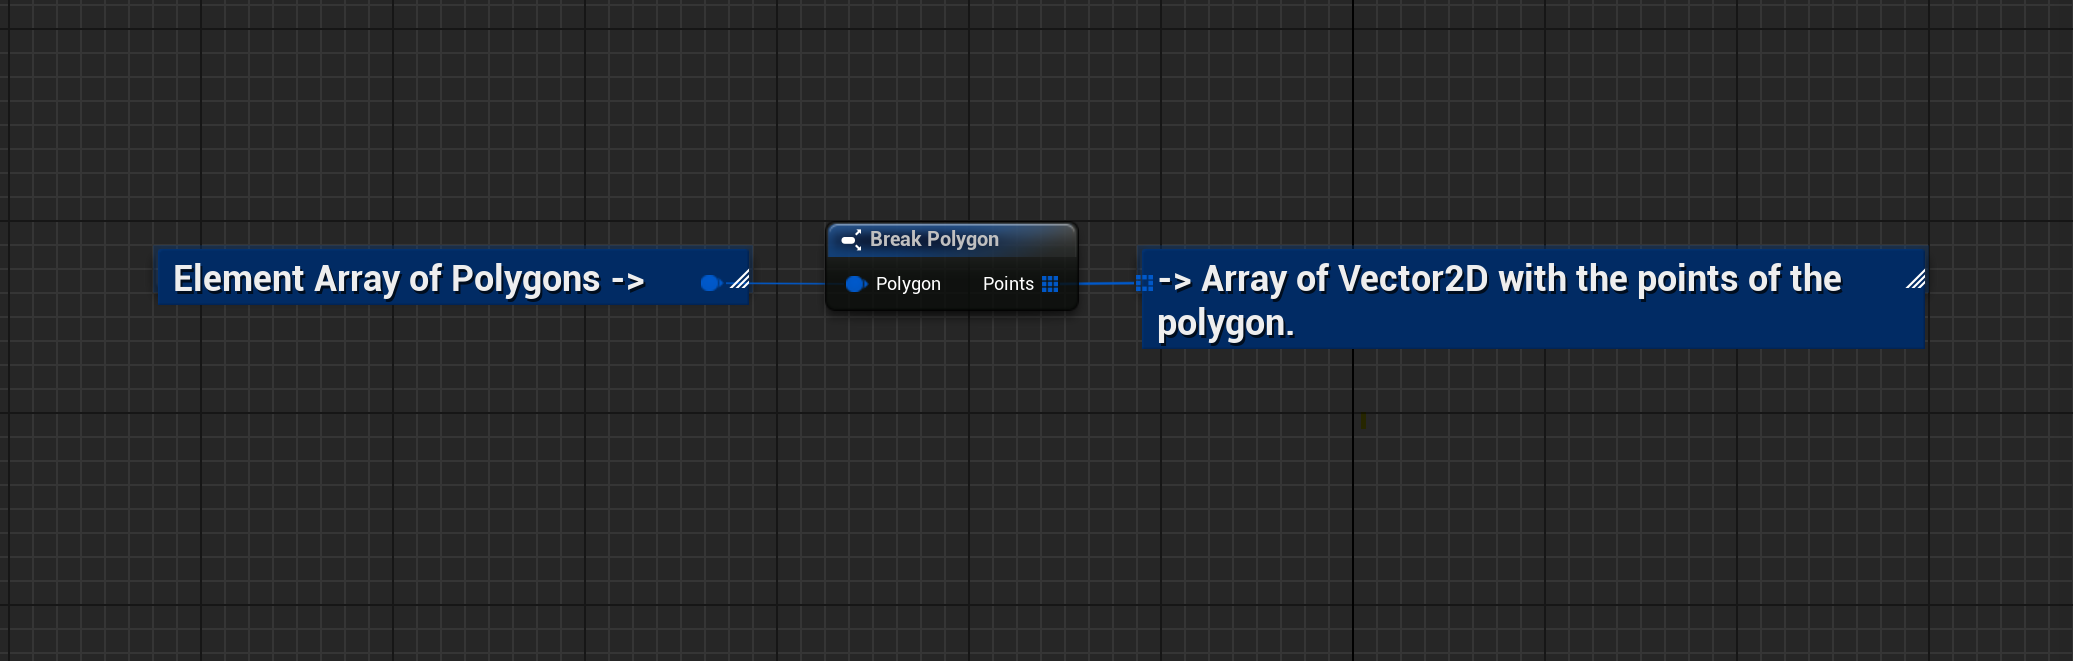 Break Polygon
Element Array of Polygons ->
Polygon
Points
-> Array of Vector2D with the points of the
polygon.